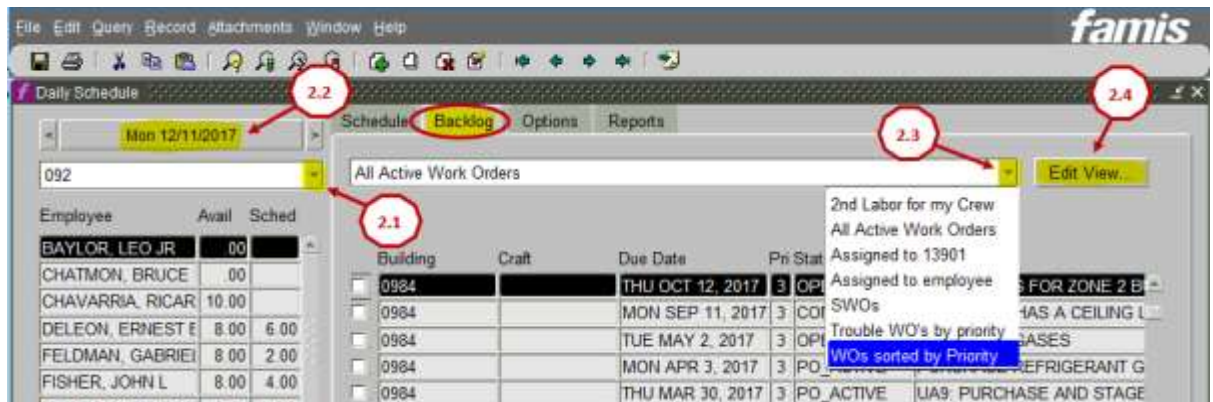 File Edit Query Record Attachments Window Help
famis
Daily Schedule
2.2
2.4
Mon 12/11/2017
Schedule Backlog Options Reports
2.3
092
All Active Work Orders
Edit View...
2.1
Employee Avail Sched
2nd Labor for my Crew
All Active Work Orders
Assigned to 13901
Assigned to employee
SWOs
Trouble WO's by priority
WOs sorted by Priority
Building Craft Due Date Pri Stat
BAYLOR, LEO JR .00
CHATMON, BRUCE .00
CHAVARRIA, RICAR 10.00
DELEON, ERNEST E 8.00 6.00
FELDMAN, GABRIEL 8.00 2.00
FISHER, JOHN L 8.00 4.00
0984 THU OCT 12, 2017 3 OPE S FOR ZONE 2 B
0984 MON SEP 11, 2017 3 CO HAS A CEILING L
0984 TUE MAY 2, 2017 3 OPE GASES
0984 MON APR 3, 2017 3 PO_ACTIVE PURCHASE REFRIGERANT G
0984 THU MAR 30, 2017 3 PO_ACTIVE UA9: PURCHASE AND STAGE